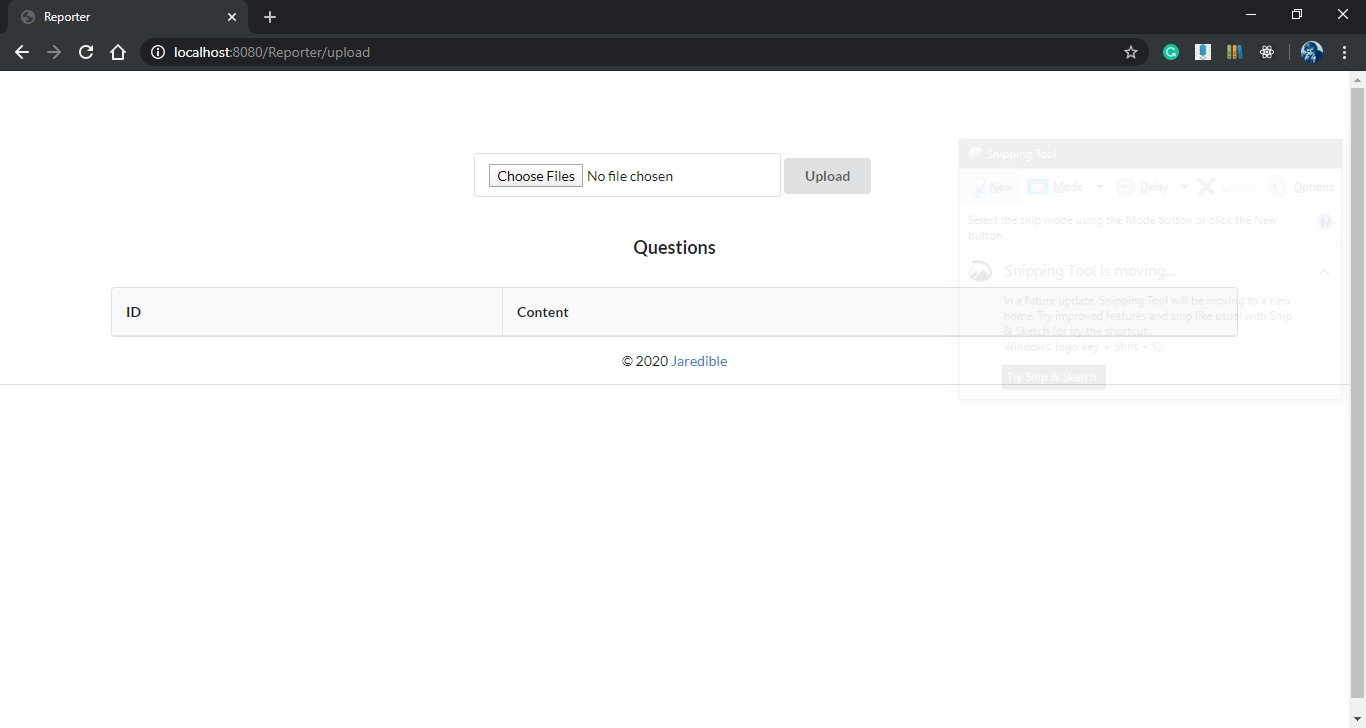 Reporter
localhost:8080/Reporter/upload
Choose Files No file chosen Upload
Snipping Tool
New Mode Delay Cancel Options
Select the snip mode using the Mode button or click the New
button.
Questions
Snipping Tool is moving...
In a future update, Snipping Tool will be moving to a new
home. Try improved features and snip like usual with Snip
& Sketch (or try the shortcut
Windows logo key + Shift + S).
ID Content
© 2020 Jaredible
Try Snip & Sketch